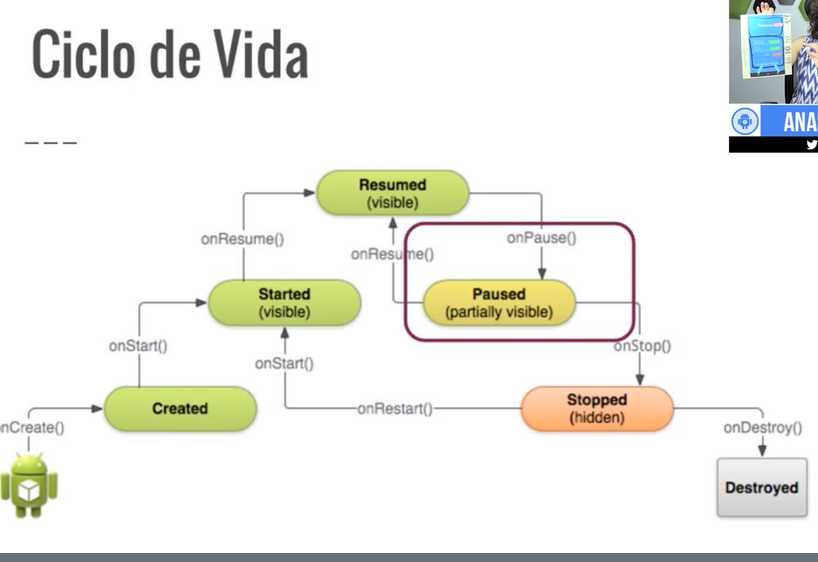 Ciclo de Vida
ANA
Resumed
(visible)
onResume()
onPause()
onResume()
Started
(visible)
Paused
(partially visible)
onStart()
onStop()
onStart()
Created
onRestart()
Stopped
(hidden)
nCreate()
onDestroy()
Destroyed